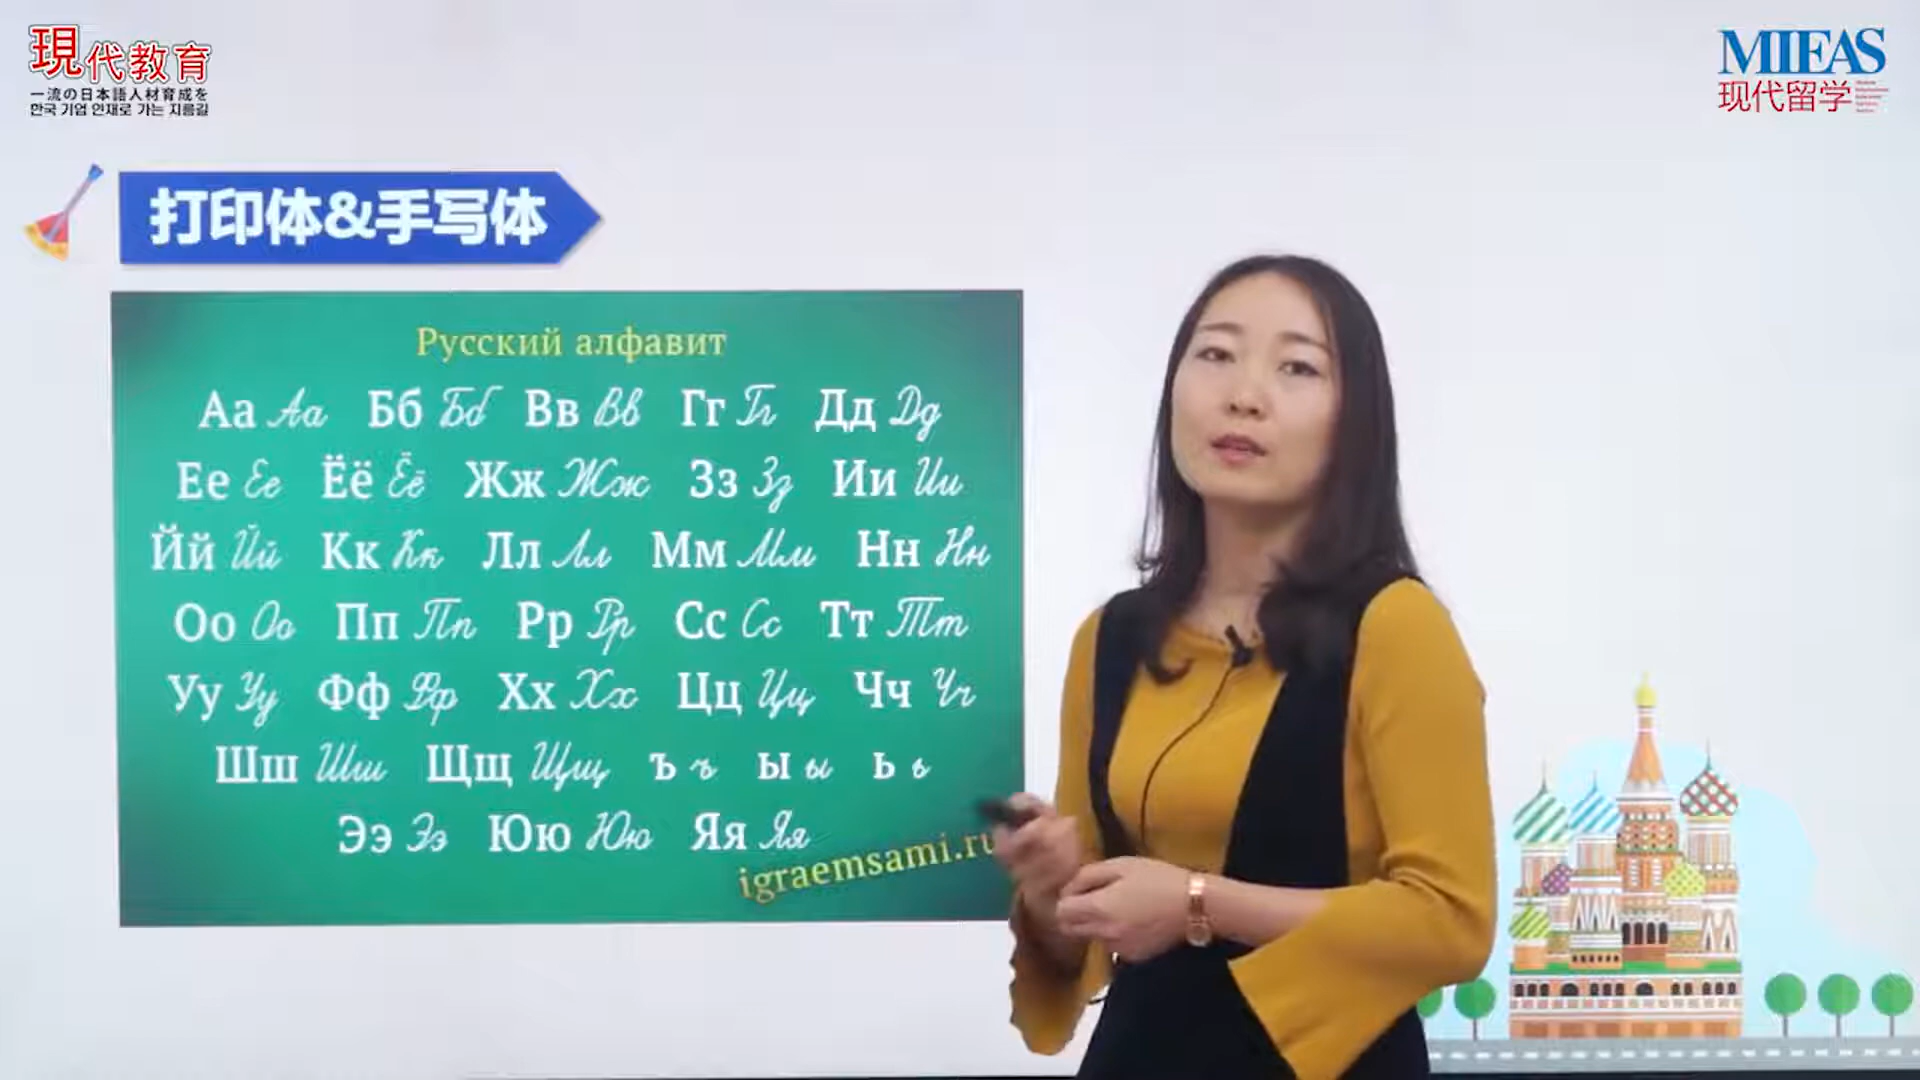 現代教育
一流の日本語人材育成を
한국 기업 인재로 가는 지름길
MIEAS
现代留学
打印体&手写体
Русский алфавит
Аа Аа Бб Бб Вв Вв Гг Гг Дд Дд
Ее Ее Ёё Ёё Жж Жж Зз Зз Ии Ии
Йй Йй Кк Кк Лл Лл Мм Мм Нн Нн
Оо Оо Пп Пп Рр Рр Сс Сс Тт Тт
Уу Уу Фф Фф Хх Хх Цц Цц Чч Чч
Шш Шш Щщ Щщ ъ ъ ы ы ь ь
Ээ Ээ Юю Юю Яя Яя
igraemsami.ru